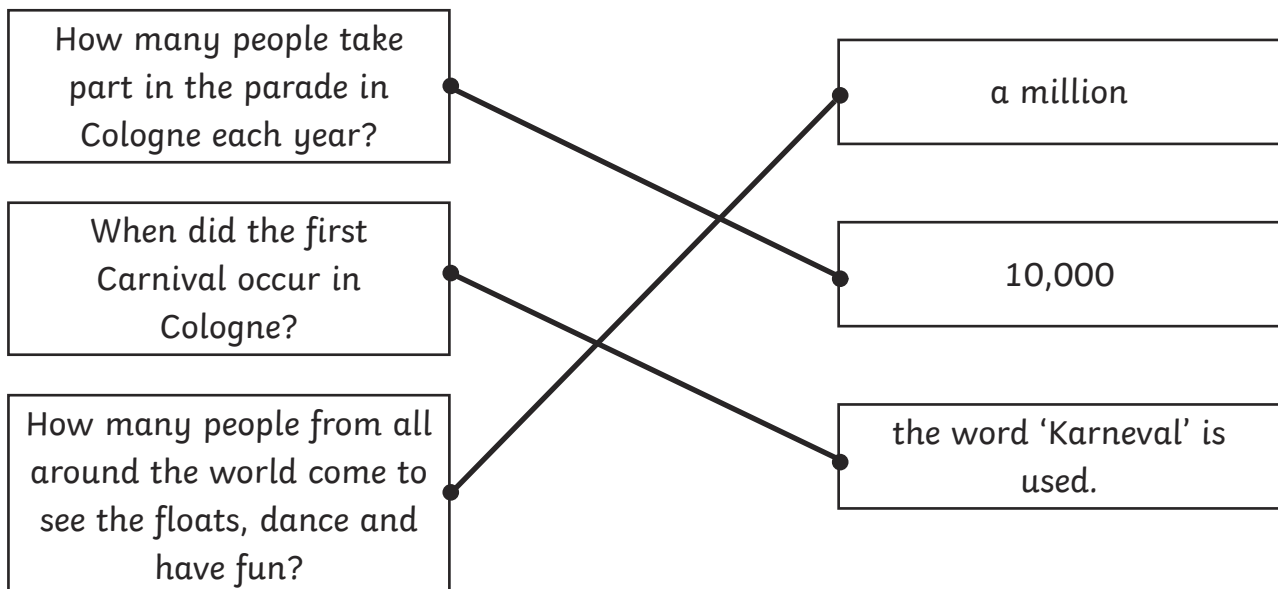 How many people take
part in the parade in
Cologne each year?
When did the first
Carnival occur in
Cologne?
How many people from all
around the world come to
see the floats, dance and
have fun?
a million
10,000
the word ‘Karneval’ is
used.